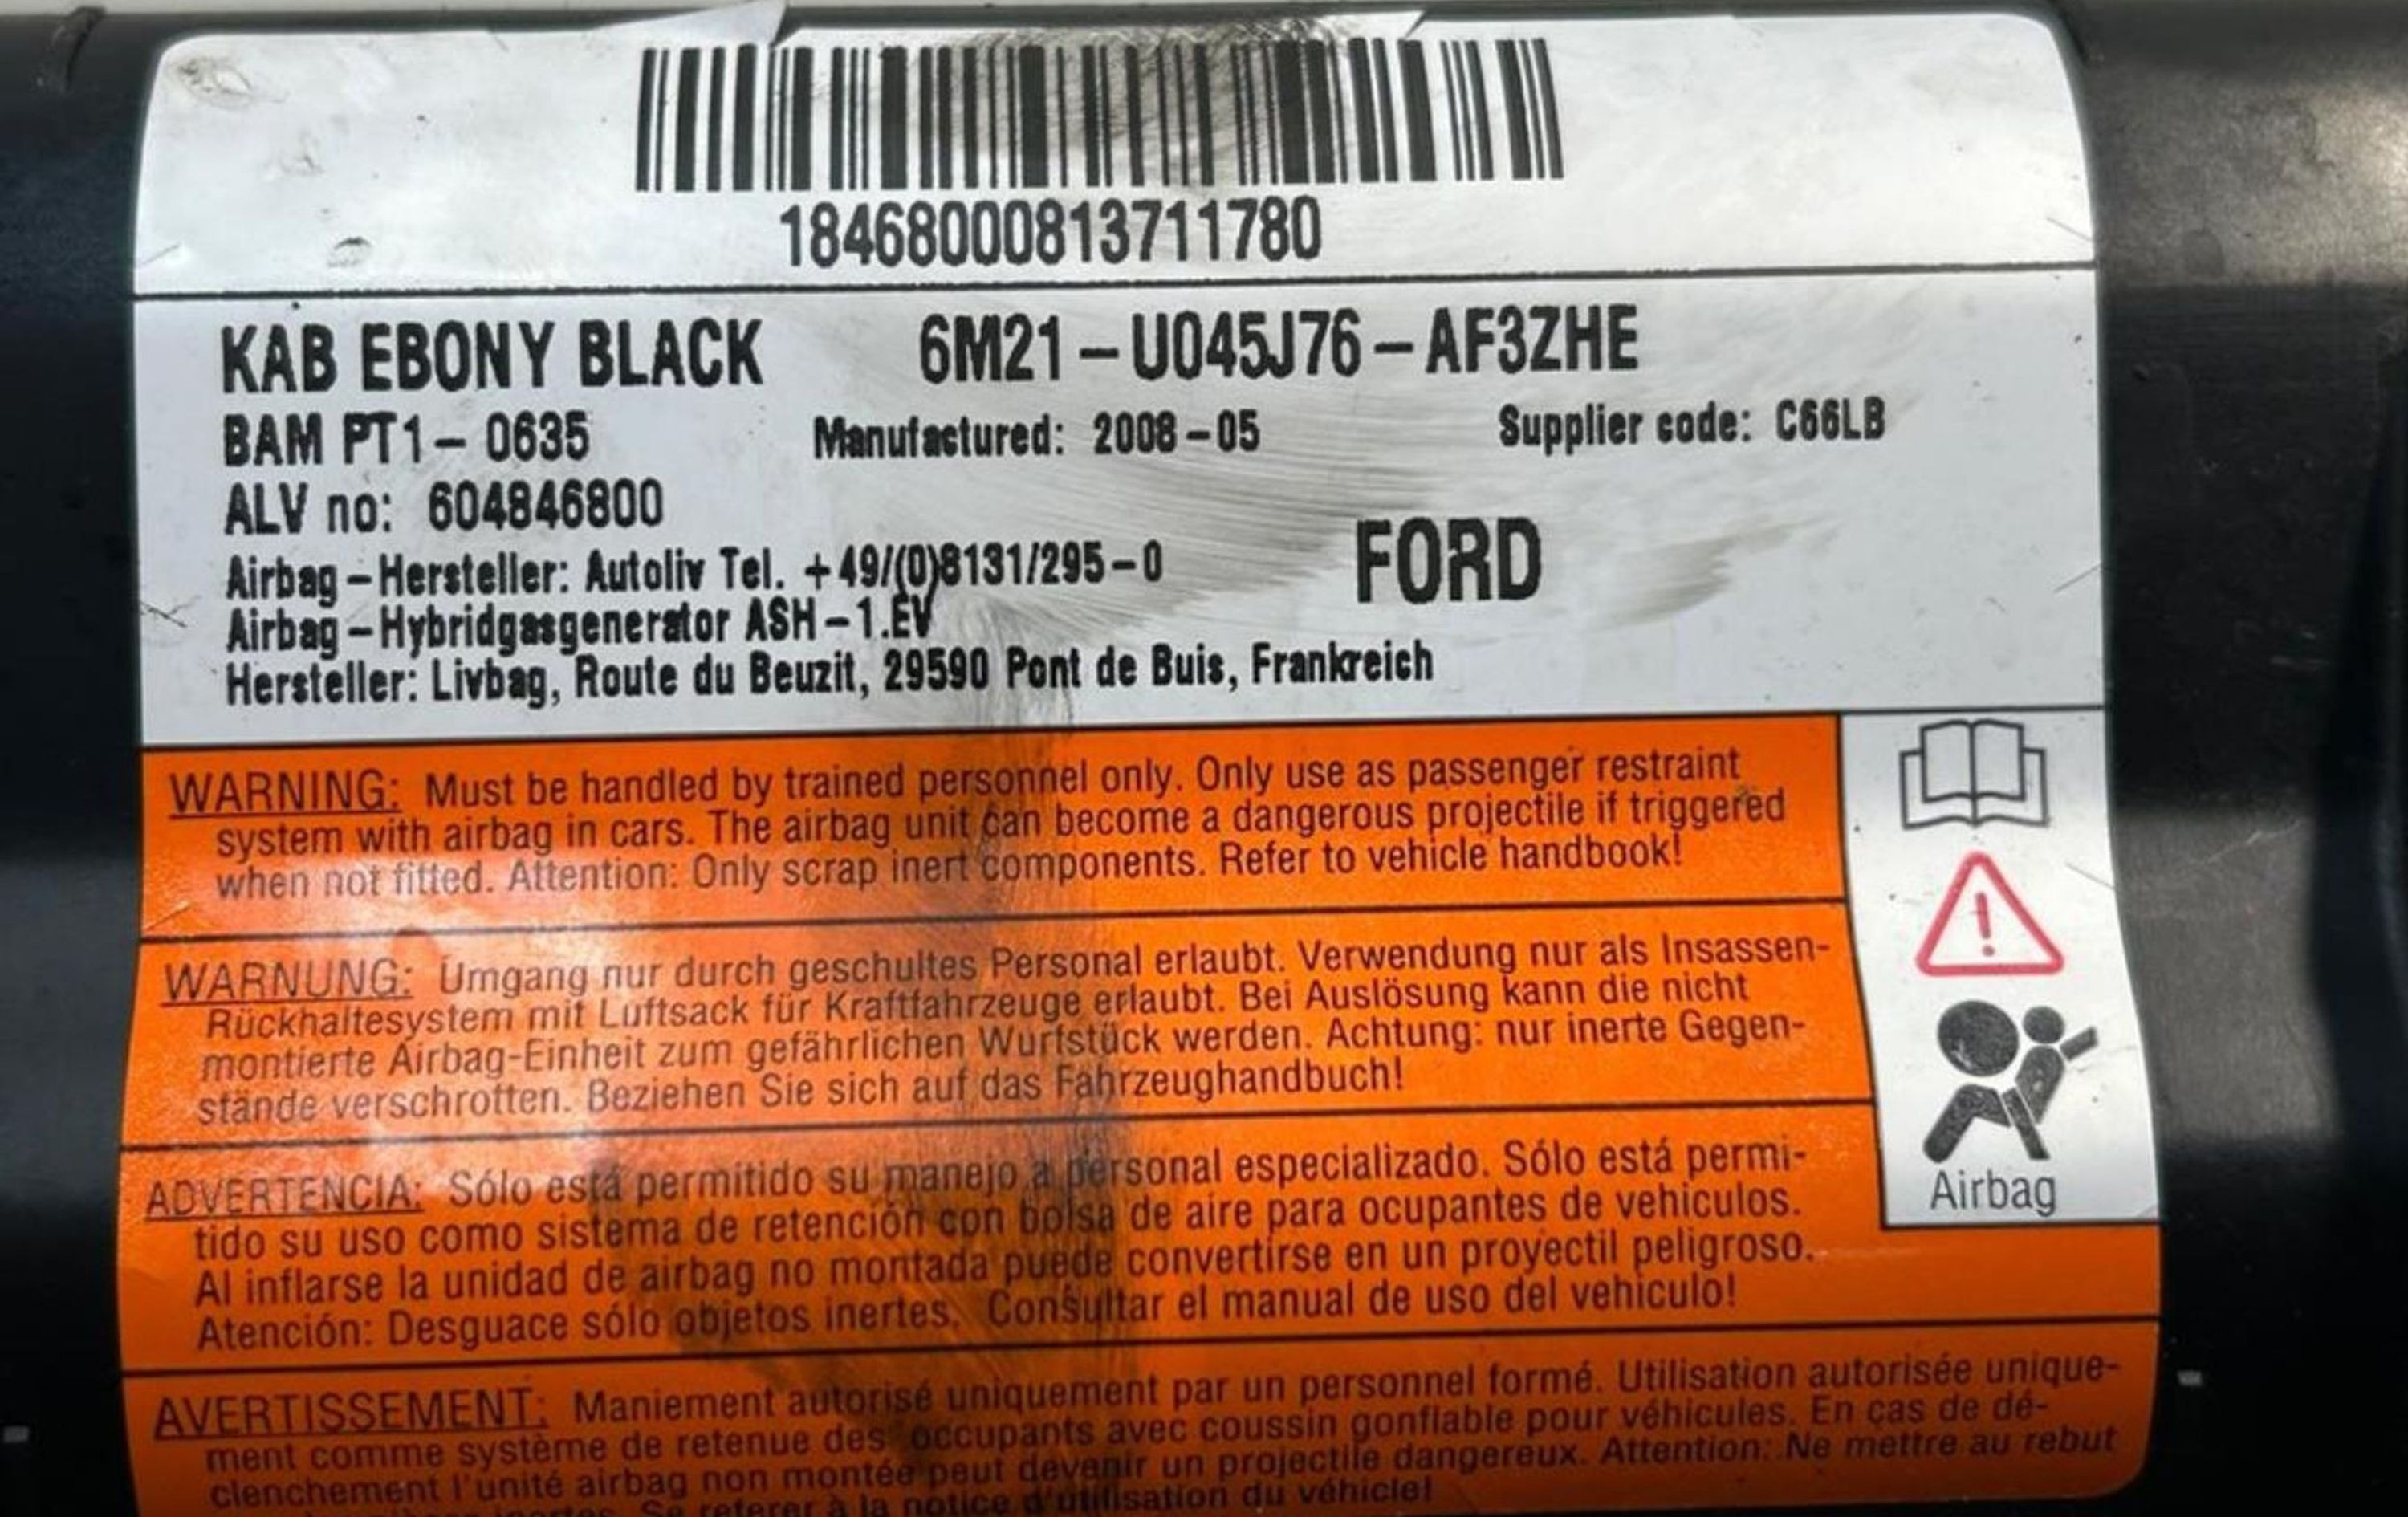 18468000813711780
KAB EBONY BLACK 6M21-U045J76-AF3ZHE
BAM PT1-0635 Manufactured: 2008-05 Supplier code: C66LB
ALV no: 604846800
FORD
Airbag-Hersteller: Autoliv Tel. +49/(0)8131/295-0
Airbag-Hybridgasgenerator ASH-1.EV
Hersteller: Livbag, Route du Beuzit, 29590 Pont de Buis, Frankreich
WARNING: Must be handled by trained personnel only. Only use as passenger restraint
system with airbag in cars. The airbag unit can become a dangerous projectile if triggered
when not fitted. Attention: Only scrap inert components. Refer to vehicle handbook!
WARNUNG: Umgang nur durch geschultes Personal erlaubt. Verwendung nur als Insassen-
Rückhaltesystem mit Luftsack für Kraftfahrzeuge erlaubt. Bei Auslösung kann die nicht
montierte Airbag-Einheit zum gefährlichen Wurfstück werden. Achtung: nur inerte Gegen-
stände verschrotten. Beziehen Sie sich auf das Fahrzeughandbuch!
Airbag
ADVERTENCIA: Sólo está permitido su manejo a personal especializado. Sólo está permi-
tido su uso como sistema de retención con bolsa de aire para ocupantes de vehiculos.
Al inflarse la unidad de airbag no montada puede convertirse en un proyectil peligroso.
Atención: Desguace sólo objetos inertes. Consultar el manual de uso del vehiculo!
AVERTISSEMENT: Maniement autorisé uniquement par un personnel formé. Utilisation autorisée unique-
ment comme système de retenue des occupants avec coussin gonflable pour véhicules. En cas de dé-
clenchement l'unité airbag non montée peut devenir un projectile dangereux. Attention: Ne mettre au rebut
inertes. Se referer à la notice d'utilisation du véhicle!